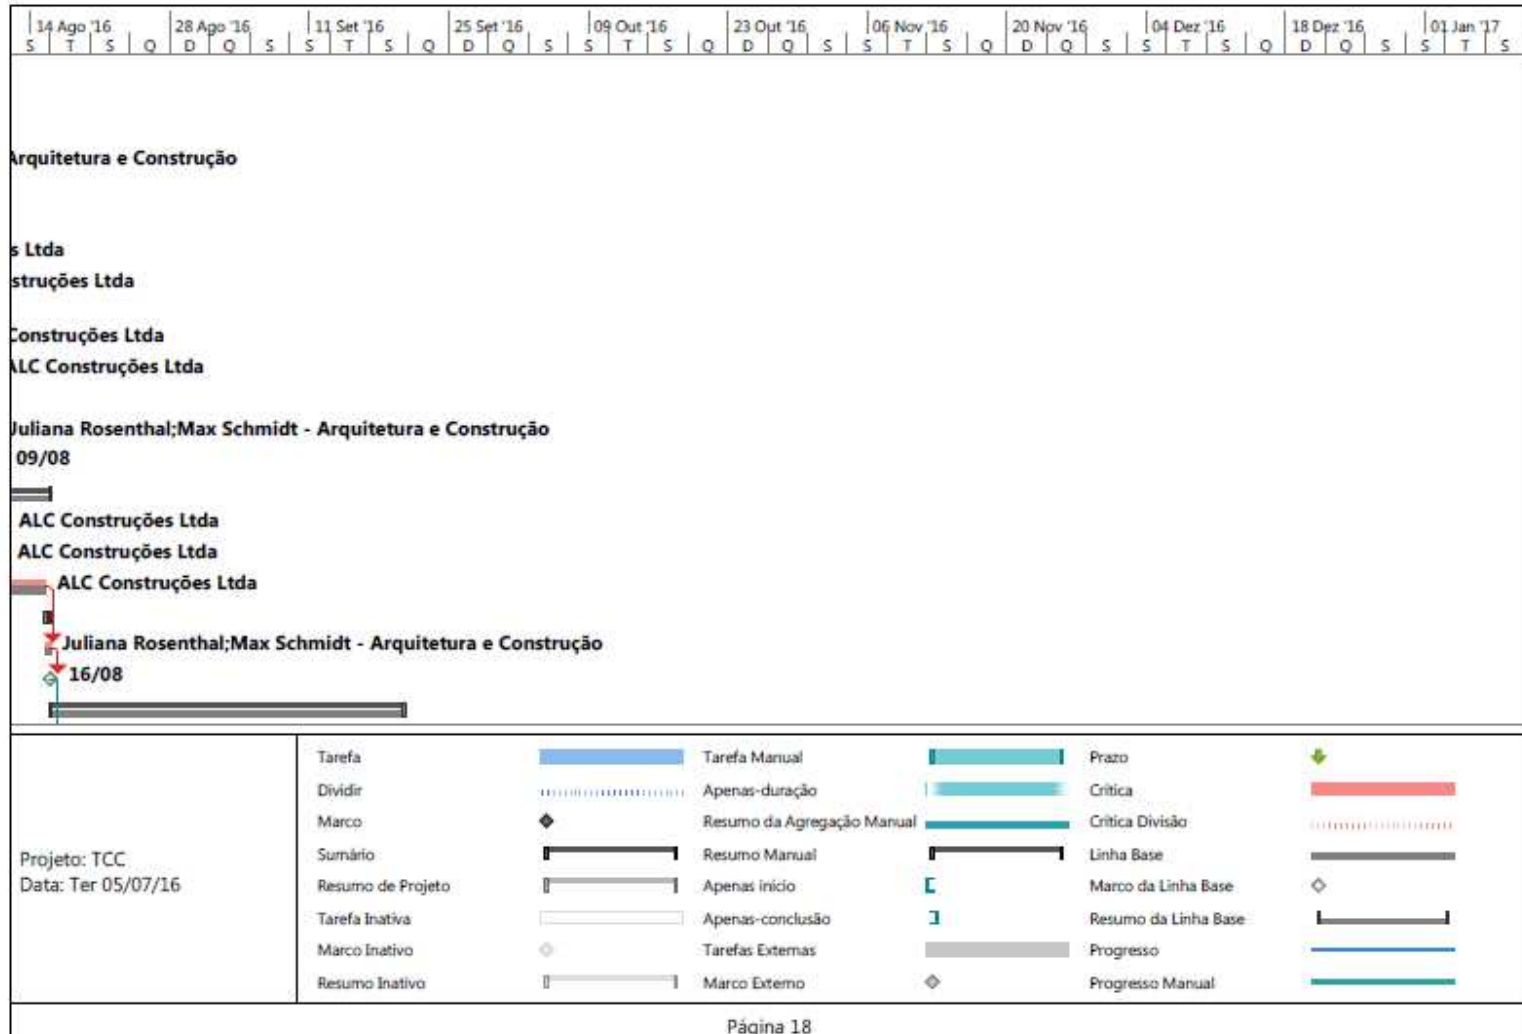 14 Ago '16 28 Ago '16 11 Set '16 25 Set '16 09 Out '16 23 Out '16 06 Nov '16 20 Nov '16 04 Dez '16 18 Dez '16 01 Jan '17
S T S Q D Q S S T S Q D Q S S T S Q D Q S S T S Q D Q S S T S Q D Q S S T S
Arquitetura e Construção
s Ltda
struções Ltda
Construções Ltda
ALC Construções Ltda
Juliana Rosenthal;Max Schmidt - Arquitetura e Construção
09/08
ALC Construções Ltda
ALC Construções Ltda
ALC Construções Ltda
Juliana Rosenthal;Max Schmidt - Arquitetura e Construção
16/08
Projeto: TCC
Data: Ter 05/07/16
Tarefa
Dividir
Marco
Sumário
Resumo de Projeto
Tarefa Inativa
Marco Inativo
Resumo Inativo
Tarefa Manual
Apenas-duração
Resumo da Agregação Manual
Resumo Manual
Apenas início
Apenas-conclusão
Tarefas Externas
Marco Externo
Prazo
Crítica
Crítica Divisão
Linha Base
Marco da Linha Base
Resumo da Linha Base
Progresso
Progresso Manual
Página 18